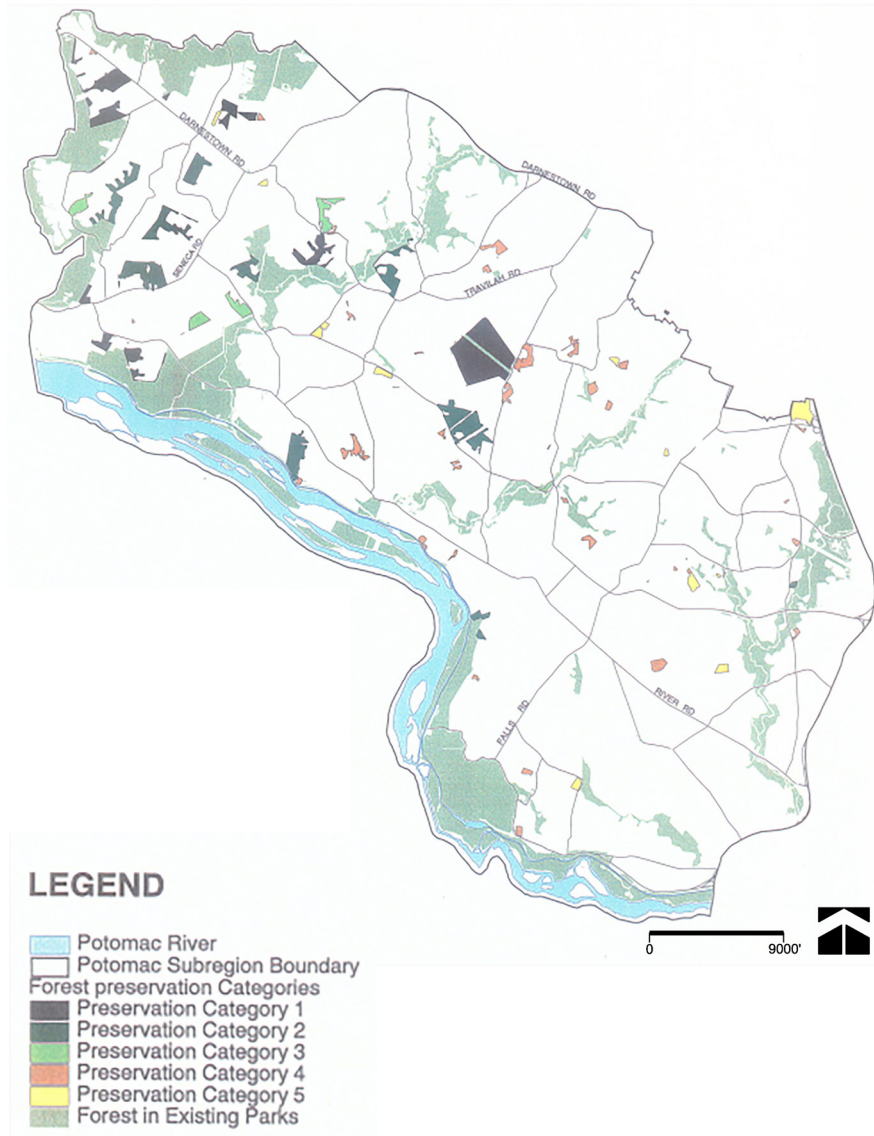 DARNESTOWN RD
DARNESTOWN RD
SENECA RD
TRAVILAH RD
RIVER RD
FALLS RD
LEGEND
Potomac River
Potomac Subregion Boundary
Forest preservation Categories
Preservation Category 1
Preservation Category 2
Preservation Category 3
Preservation Category 4
Preservation Category 5
Forest in Existing Parks
0 9000'